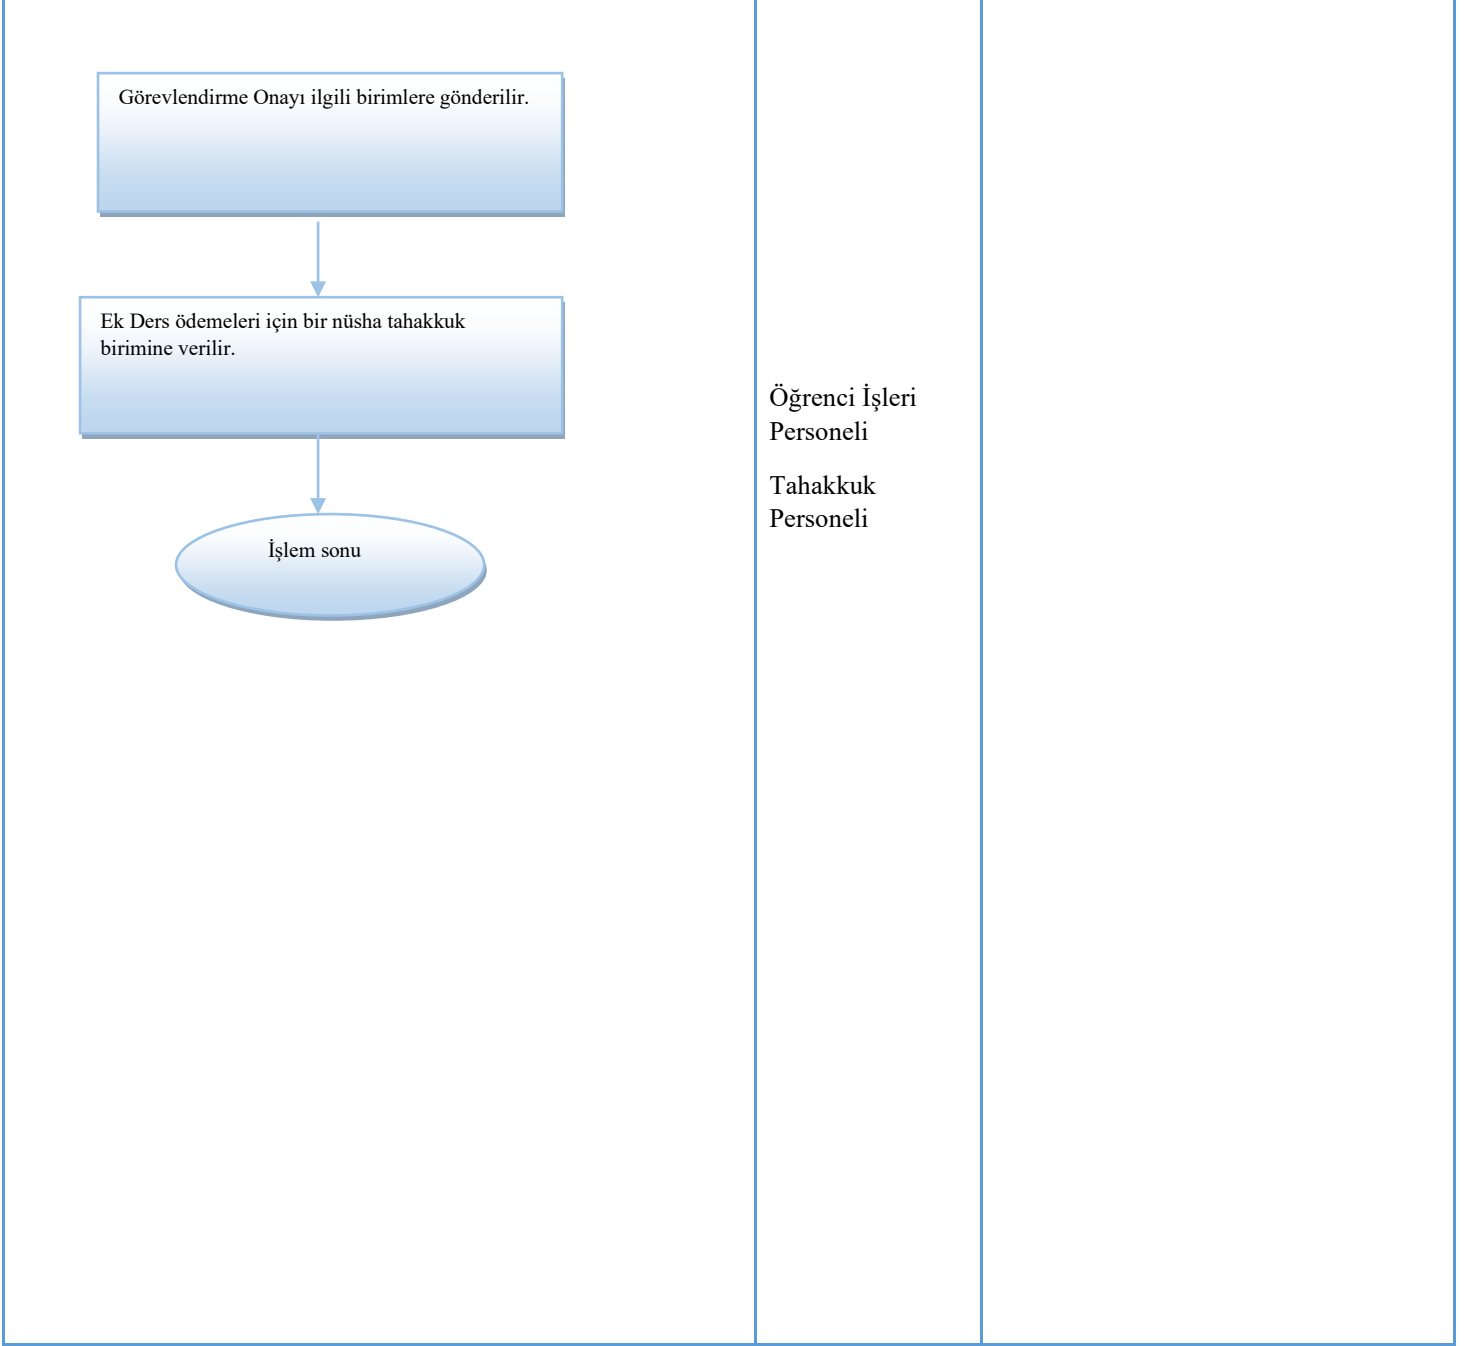 Görevlendirme Onayı ilgili birimlere gönderilir.
Ek Ders ödemeleri için bir nüsha tahakkuk
birimine verilir.
İşlem sonu
Öğrenci İşleri
Personeli
Tahakkuk
Personeli